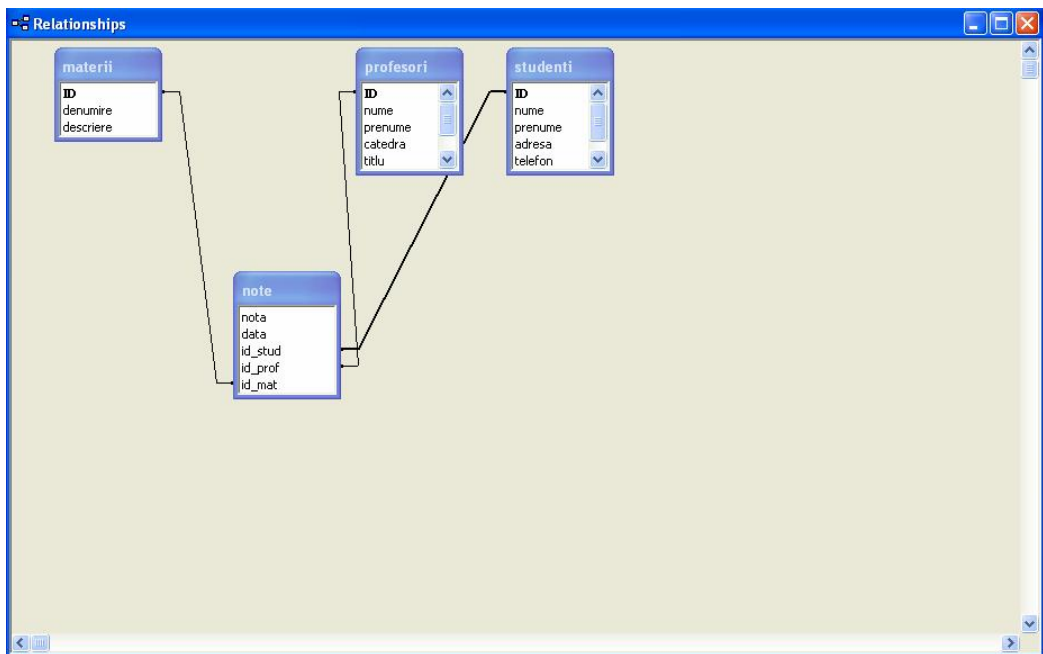 Relationships
materii
ID
denumire
descriere
profesori
ID
nume
prenume
catedra
titlu
studenti
ID
nume
prenume
adresa
telefon
note
nota
data
id_stud
id_prof
id_mat